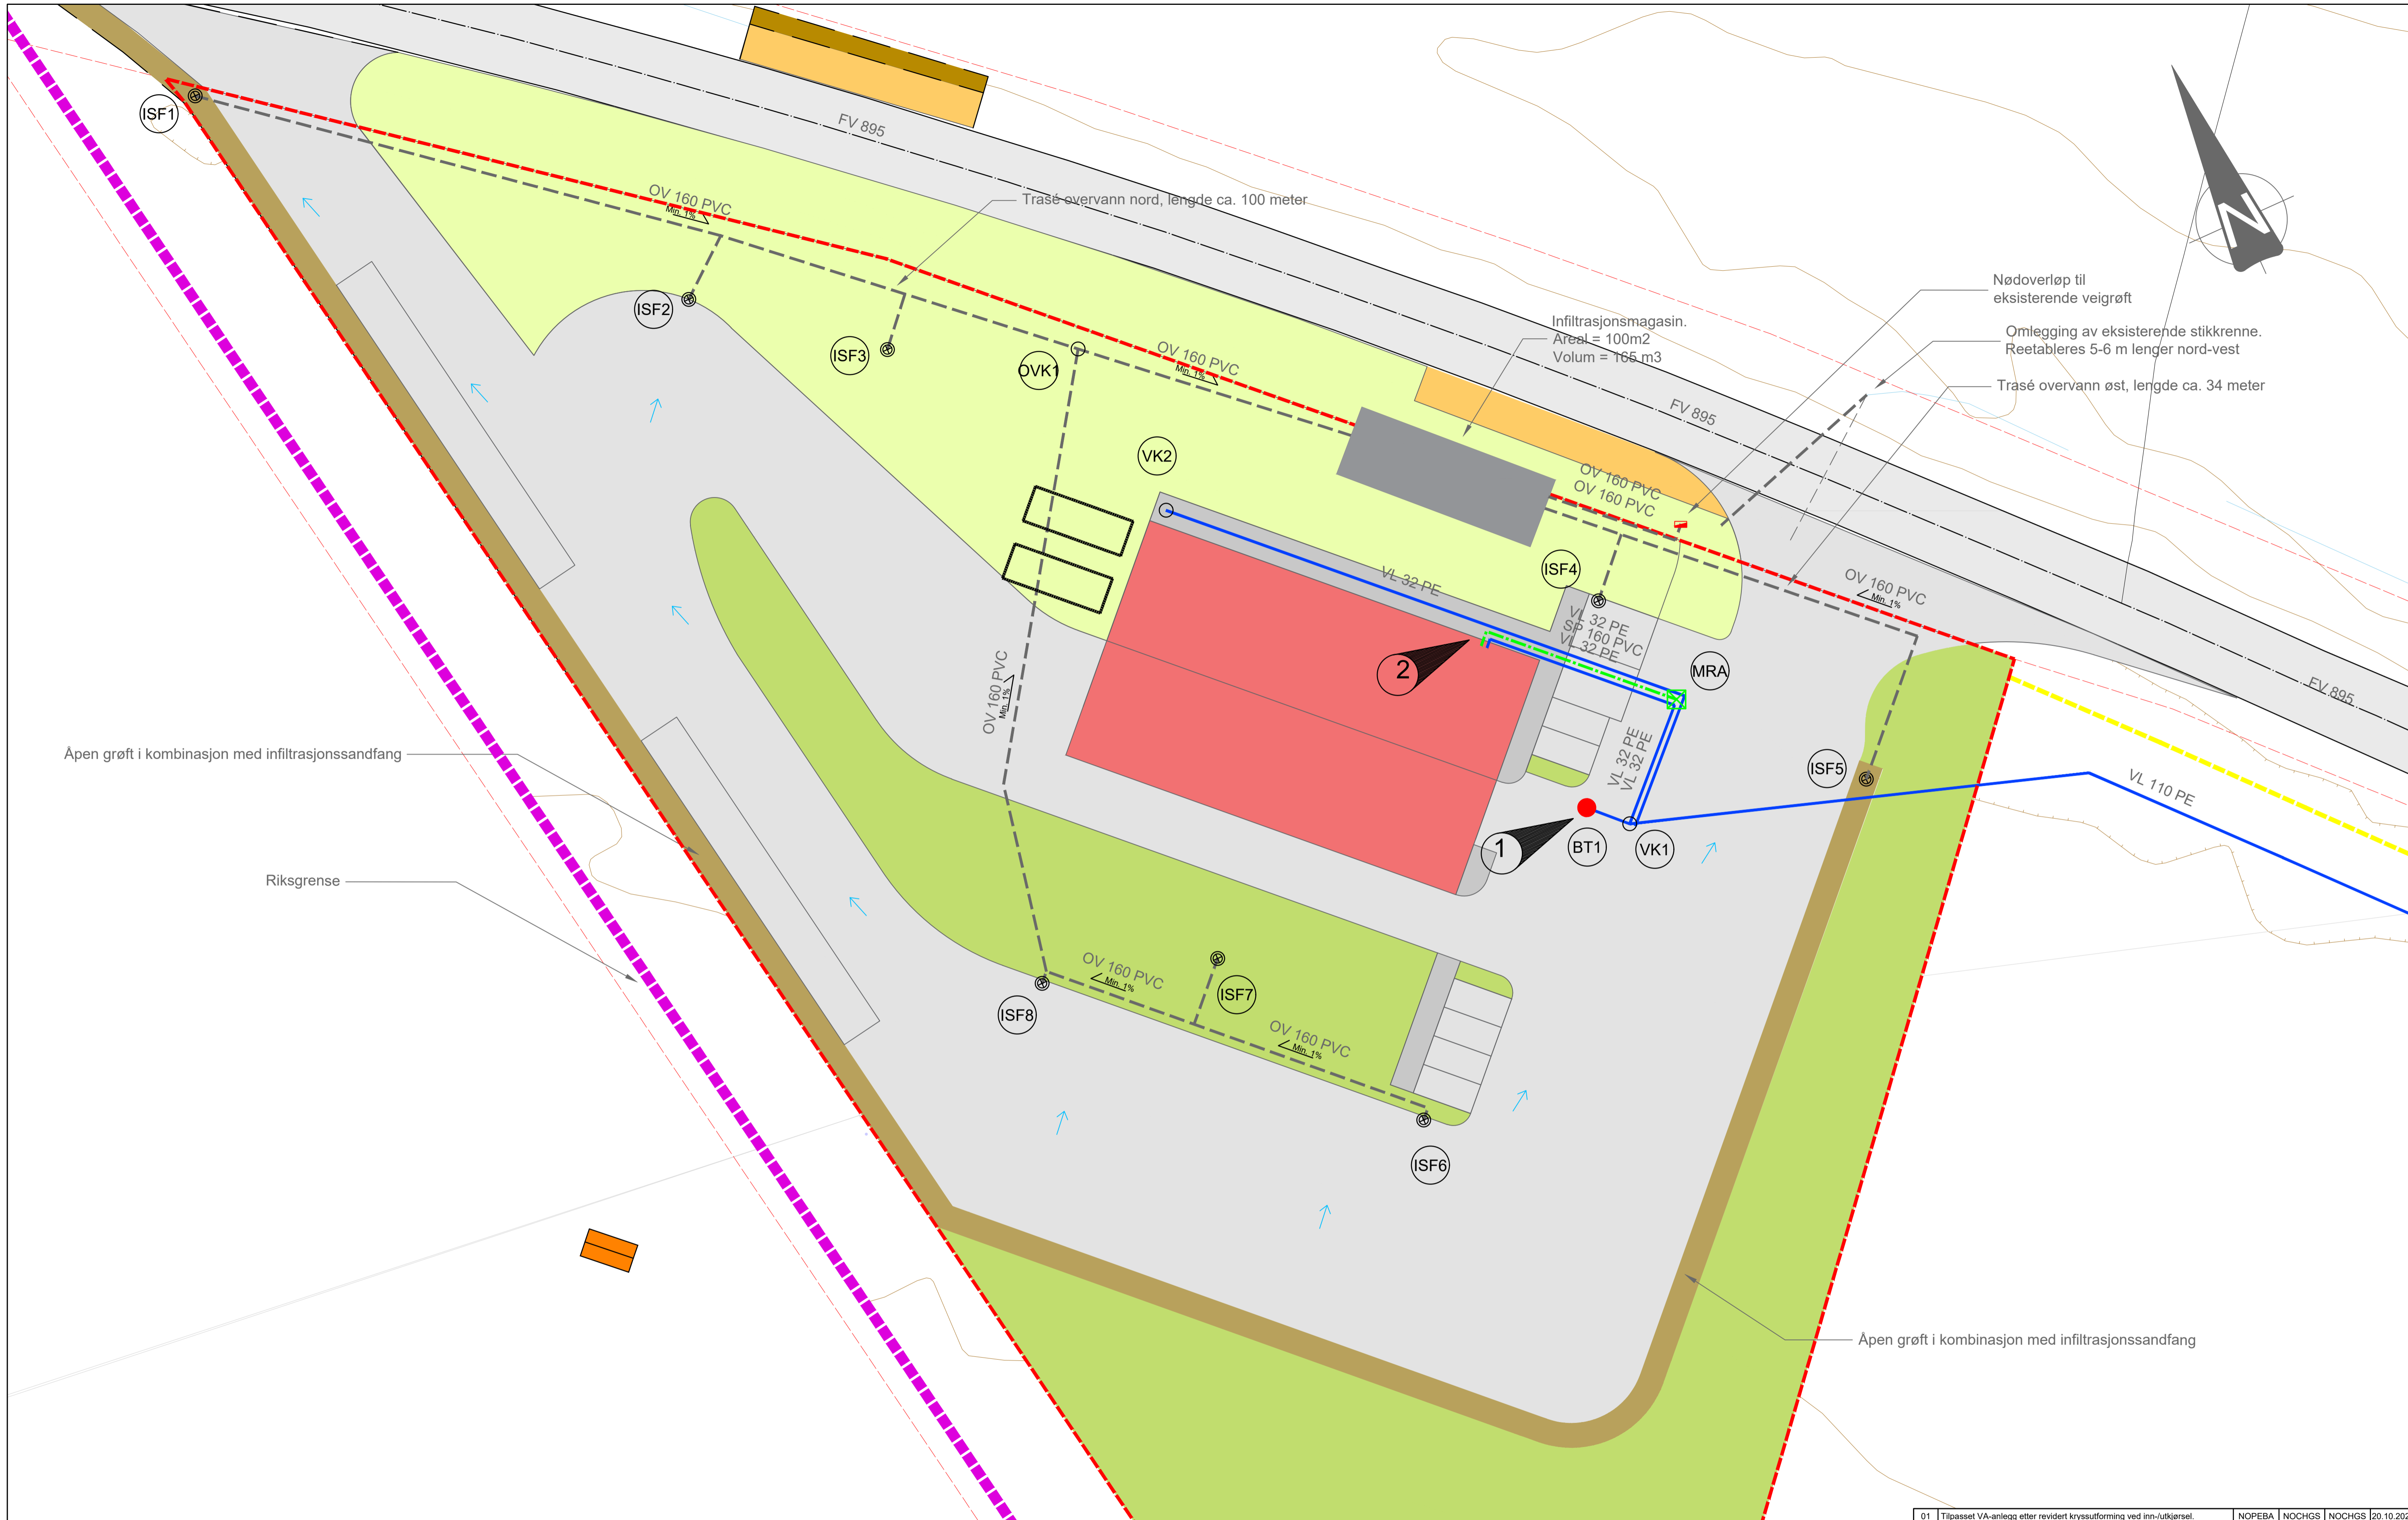 FV 895
ISF1
OV 160 PVC
Min. 1%
Trasé overvann nord, lengde ca. 100 meter
N
Nødoverløp til
eksisterende veigrøft
ISF2
Infiltrasjonsmagasin.
Areal = 100m2
Volum = 165 m3
Omlegging av eksisterende stikkrenne.
Reetableres 5-6 m lenger nord-vest
ISF3
OVK1
OV 160 PVC
Min. 1%
Trasé overvann øst, lengde ca. 34 meter
FV 895
VK2
OV 160 PVC
OV 160 PVC
ISF4
VL 32 PE
OV 160 PVC
Min. 1%
VL 32 PE
SP 160 PVC
VL 32 PE
2
MRA
FV 895
OV 160 PVC
Min. 1%
VL 32 PE
VL 32 PE
Åpen grøft i kombinasjon med infiltrasjonssandfang
ISF5
VL 110 PE
1
BT1
VK1
Riksgrense
OV 160 PVC
Min. 1%
ISF7
ISF8
OV 160 PVC
Min. 1%
ISF6
Åpen grøft i kombinasjon med infiltrasjonssandfang
01 Tilpasset VA-anlegg etter revidert kryssutforming ved inn-/utkjørsel. NOPEBA NOCHGS NOCHGS